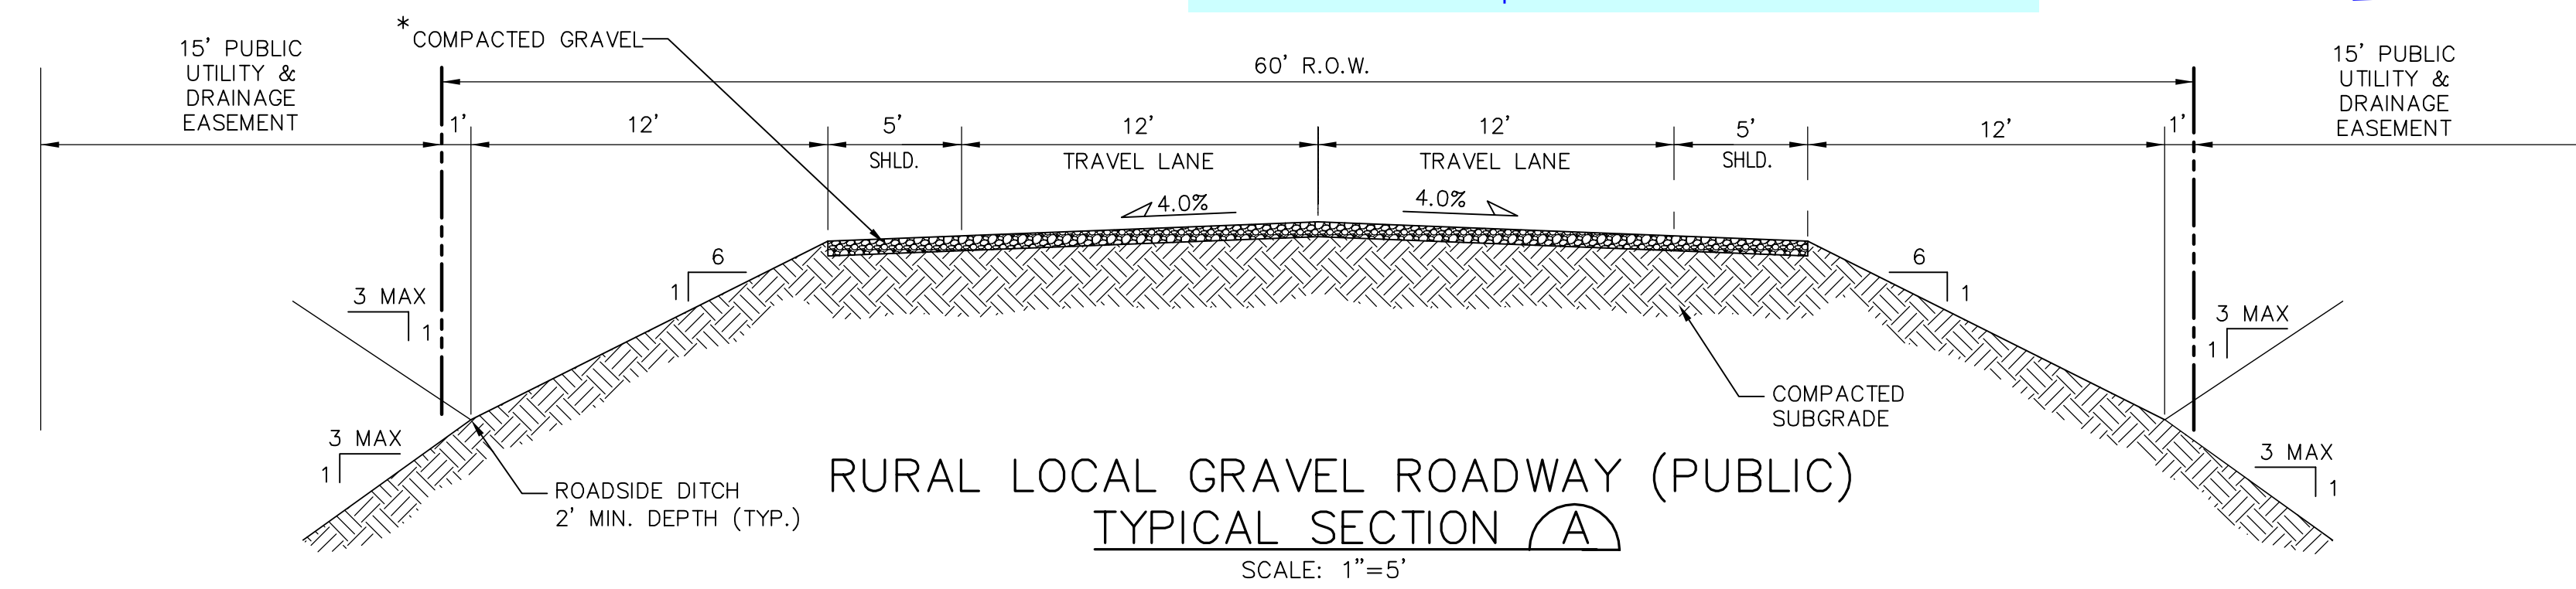 *COMPACTED GRAVEL
15' PUBLIC
UTILITY &
DRAINAGE
EASEMENT
60' R.O.W.
15' PUBLIC
UTILITY &
DRAINAGE
EASEMENT
1'
12'
5'
12'
12'
5'
12'
1'
SHLD.
TRAVEL LANE
TRAVEL LANE
SHLD.
4.0%
4.0%
6
1
6
1
3 MAX
1
3 MAX
1
COMPACTED
SUBGRADE
3 MAX
1
3 MAX
1
ROADSIDE DITCH
2' MIN. DEPTH (TYP.)
RURAL LOCAL GRAVEL ROADWAY (PUBLIC)
TYPICAL SECTION A
SCALE: 1"=5'